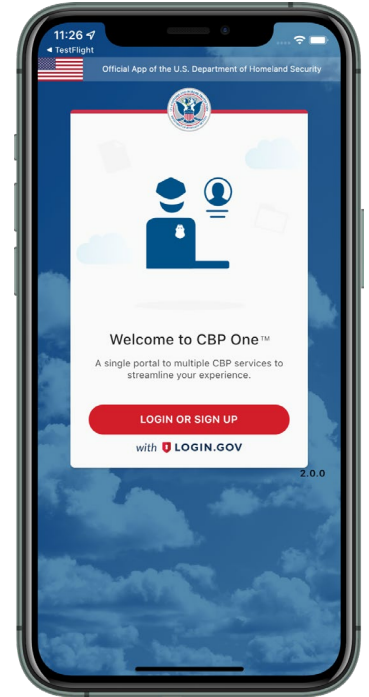 11:26
◀ TestFlight
Official App of the U.S. Department of Homeland Security
Welcome to CBP One™
A single portal to multiple CBP services to
streamline your experience.
LOGIN OR SIGN UP
with LOGIN.GOV
2.0.0